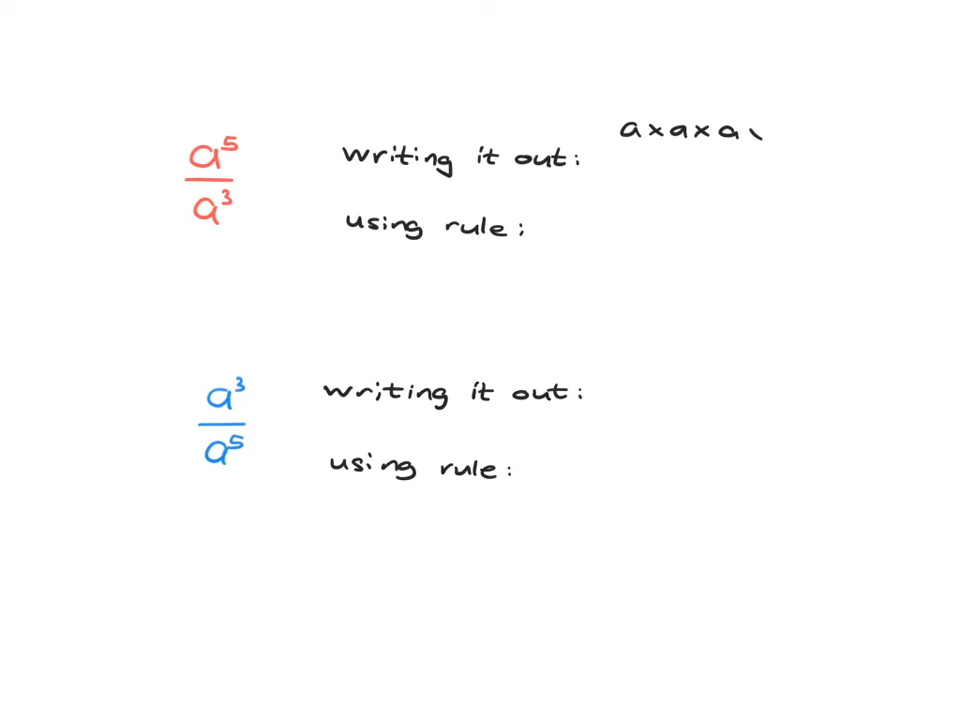 a⁵/a³ writing it out: a×a×a
using rule:
a³/a⁵ writing it out:
using rule: